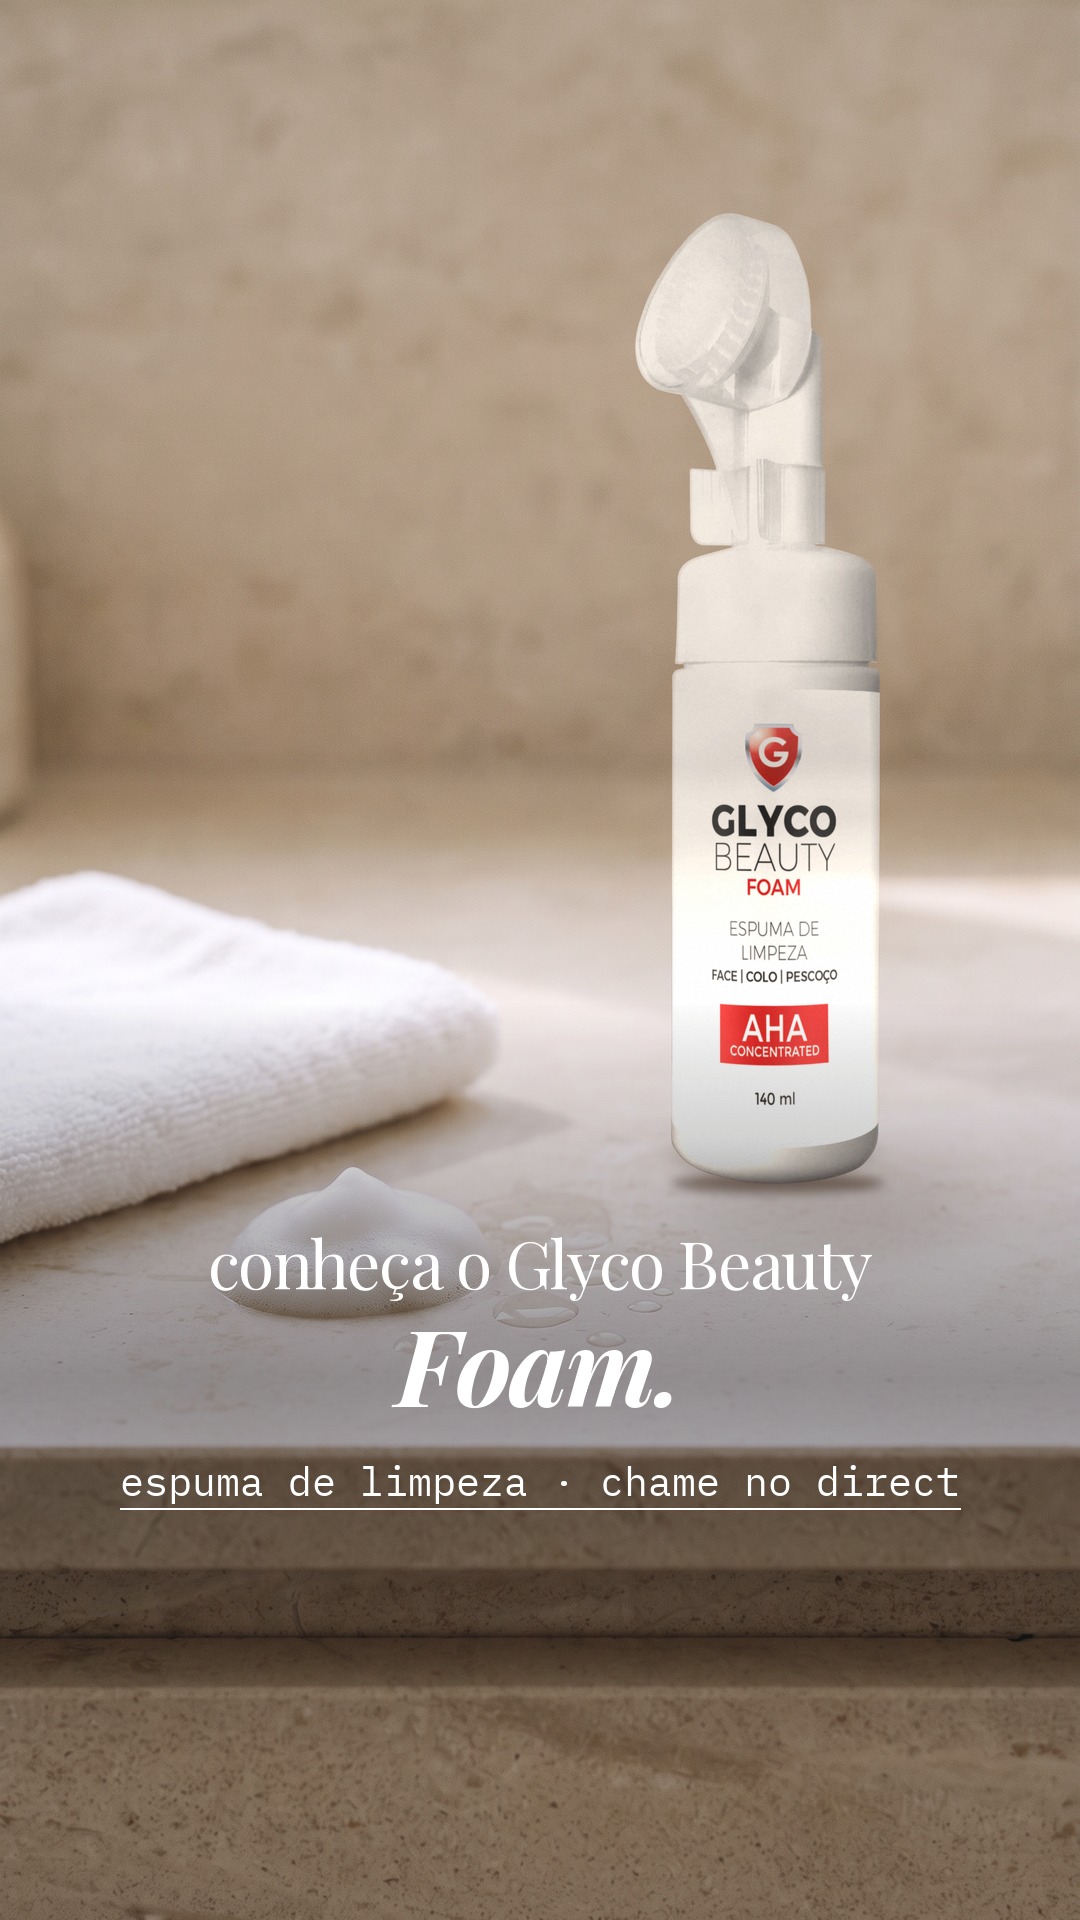 G
GLYCO
BEAUTY
FOAM
ESPUMA DE
LIMPEZA
FACE | COLO | PESCOÇO
AHA
CONCENTRATED
140 ml
conheça o Glyco Beauty
Foam.
espuma de limpeza · chame no direct